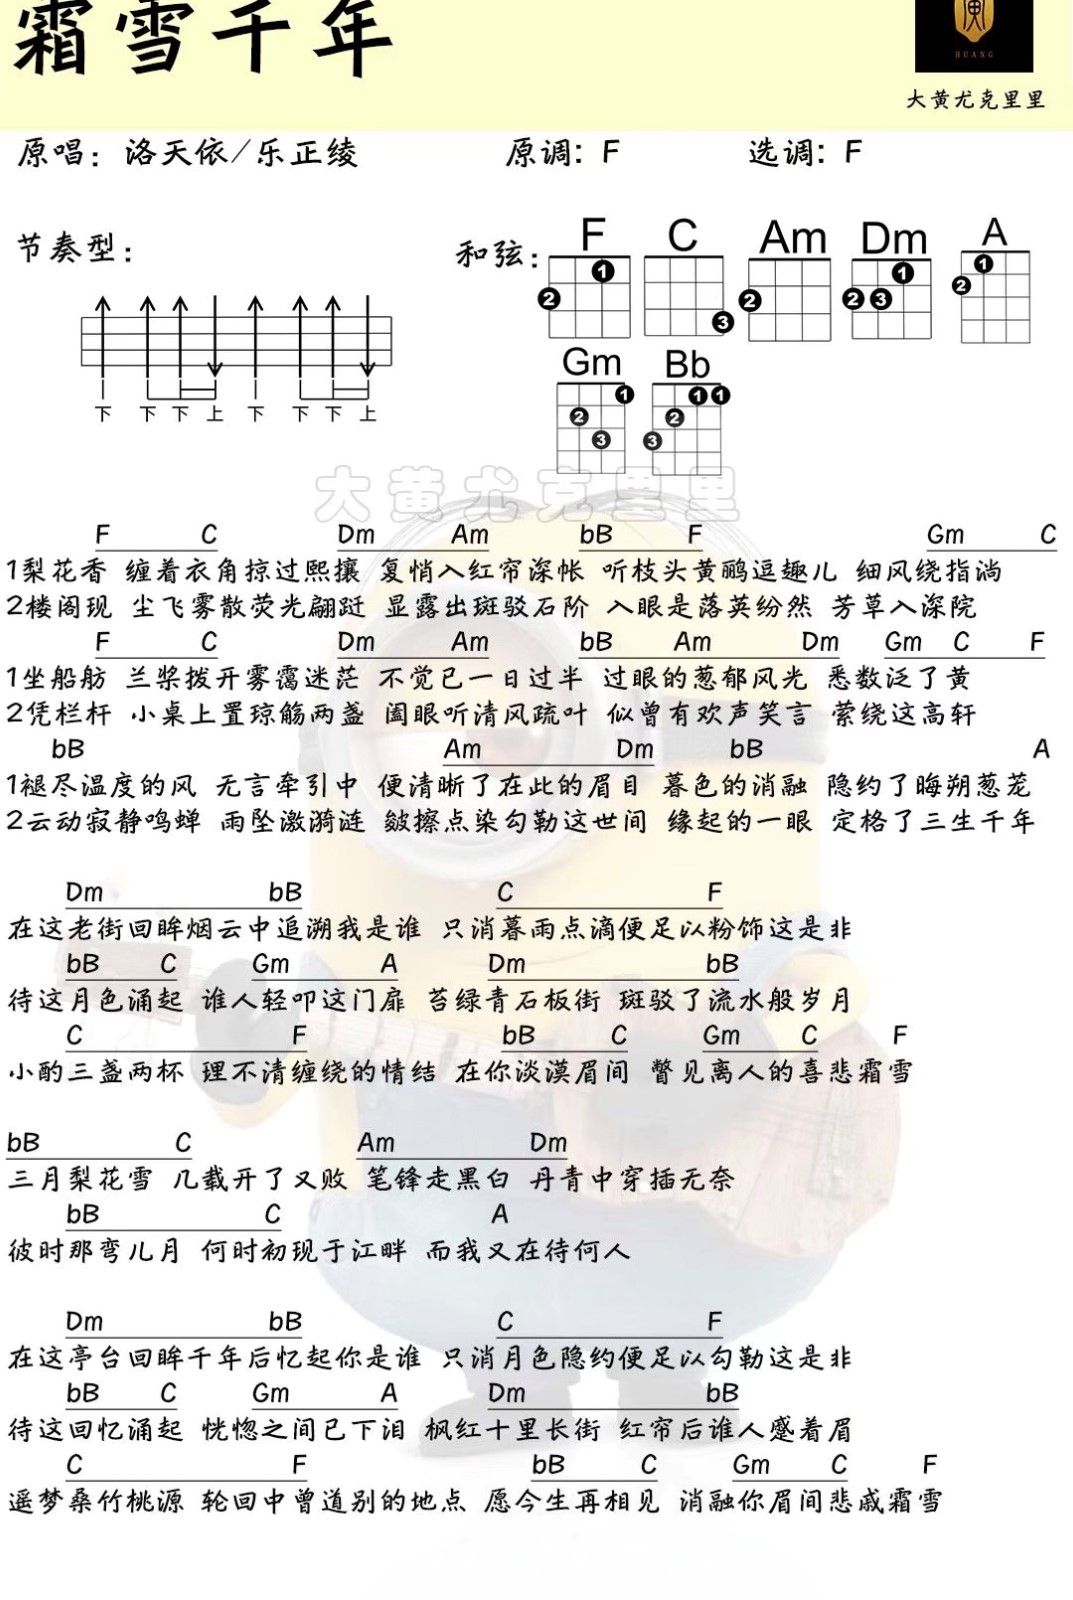 霜雪千年
黄
HUANG
大黄尤克里里
原唱：洛天依/乐正绫 原调: F 选调: F
节奏型： 和弦： F C Am Dm A
1 2 3 2 2 3 1 1 2
下 下 下 上 下 下 下 上
Gm Bb
1 2 3 1 1 2 3
大黄尤克里里
F C Dm Am bB F Gm C
1梨花香 缠着衣角掠过熙攘 复悄入红帘深帐 听枝头黄鹂逗趣儿 细风绕指淌
2楼阁现 尘飞雾散荧光翩跹 显露出斑驳石阶 入眼是落英纷然 芳草入深院
F C Dm Am bB Am Dm Gm C F
1坐船舫 兰桨拨开雾霭迷茫 不觉已一日过半 过眼的葱郁风光 悉数泛了黄
2凭栏杆 小桌上置琼觞两盏 阖眼听清风疏叶 似曾有欢声笑言 萦绕这高轩
bB Am Dm bB A
1褪尽温度的风 无言牵引中 便清晰了在此的眉目 暮色的消融 隐约了晦朔葱茏
2云动寂静鸣蝉 雨坠激漪涟 皴擦点染勾勒这世间 缘起的一眼 定格了三生千年
Dm bB C F
在这老街回眸烟云中追溯我是谁 只消暮雨点滴便足以粉饰这是非
bB C Gm A Dm bB
待这月色涌起 谁人轻叩这门扉 苔绿青石板街 斑驳了流水般岁月
C F bB C Gm C F
小酌三盏两杯 理不清缠绕的情结 在你淡漠眉间 瞥见离人的喜悲霜雪
bB C Am Dm
三月梨花雪 几载开了又败 笔锋走黑白 丹青中穿插无奈
bB C A
彼时那弯儿月 何时初现于江畔 而我又在待何人
Dm bB C F
在这亭台回眸千年后忆起你是谁 只消月色隐约便足以勾勒这是非
bB C Gm A Dm bB
待这回忆涌起 恍惚之间已下泪 枫红十里长街 红帘后谁人蹙着眉
C F bB C Gm C F
遥梦桑竹桃源 轮回中曾道别的地点 愿今生再相见 消融你眉间悲戚霜雪